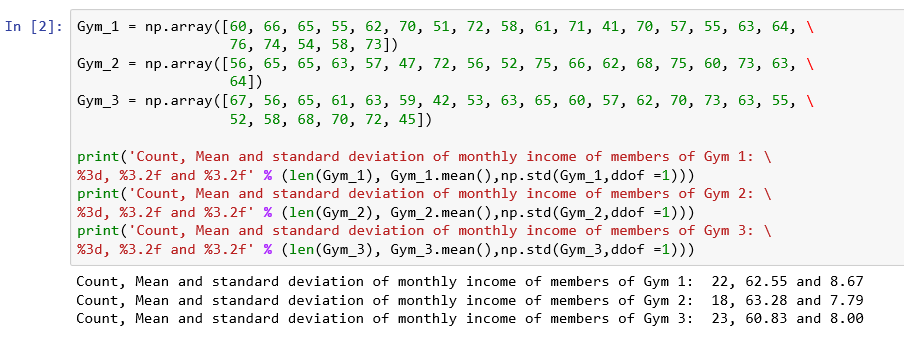 In [2]: Gym_1 = np.array([60, 66, 65, 55, 62, 70, 51, 72, 58, 61, 71, 41, 70, 57, 55, 63, 64, \
76, 74, 54, 58, 73])
Gym_2 = np.array([56, 65, 65, 63, 57, 47, 72, 56, 52, 75, 66, 62, 68, 75, 60, 73, 63, \
64])
Gym_3 = np.array([67, 56, 65, 61, 63, 59, 42, 53, 63, 65, 60, 57, 62, 70, 73, 63, 55, \
52, 58, 68, 70, 72, 45])
print('Count, Mean and standard deviation of monthly income of members of Gym 1: \
%3d, %3.2f and %3.2f' % (len(Gym_1), Gym_1.mean(),np.std(Gym_1,ddof =1)))
print('Count, Mean and standard deviation of monthly income of members of Gym 2: \
%3d, %3.2f and %3.2f' % (len(Gym_2), Gym_2.mean(),np.std(Gym_2,ddof =1)))
print('Count, Mean and standard deviation of monthly income of members of Gym 3: \
%3d, %3.2f and %3.2f' % (len(Gym_3), Gym_3.mean(),np.std(Gym_3,ddof =1)))
Count, Mean and standard deviation of monthly income of members of Gym 1:  22, 62.55 and 8.67
Count, Mean and standard deviation of monthly income of members of Gym 2:  18, 63.28 and 7.79
Count, Mean and standard deviation of monthly income of members of Gym 3:  23, 60.83 and 8.00